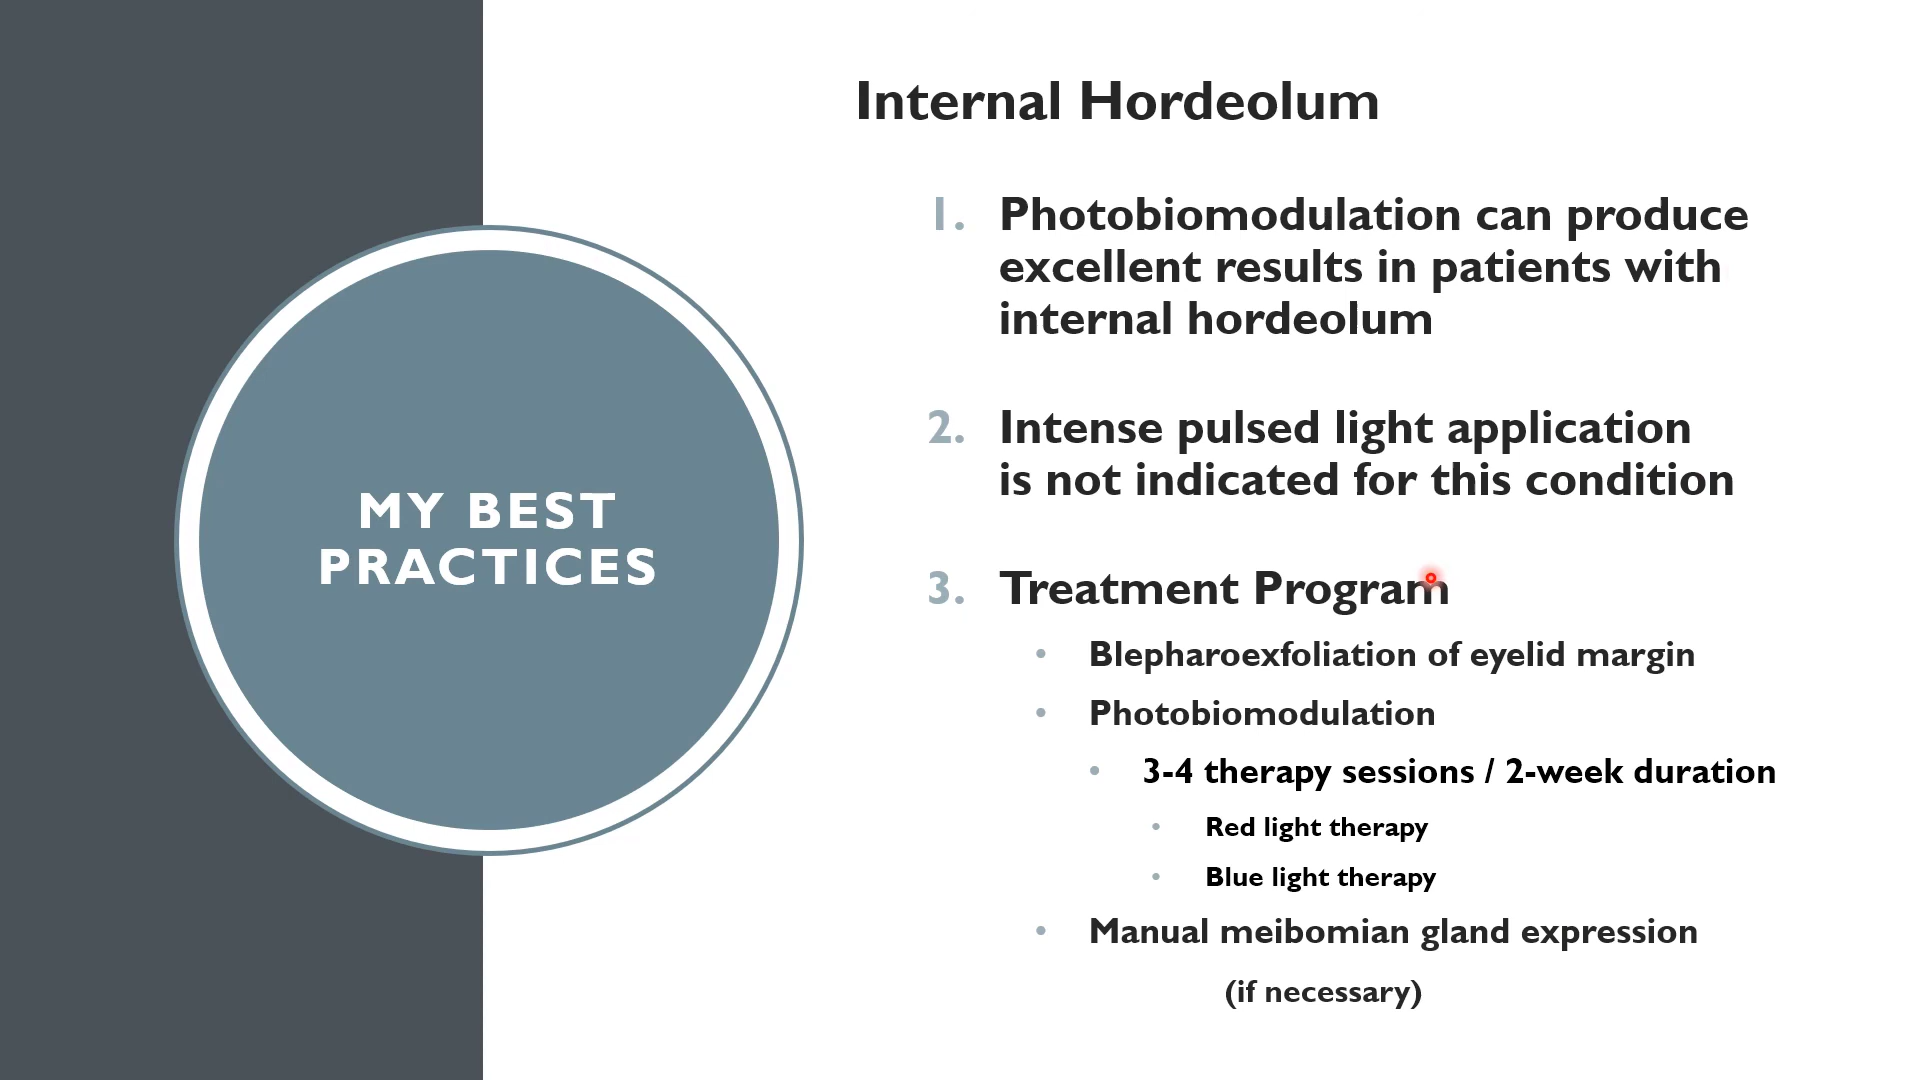 MY BEST
PRACTICES
Internal Hordeolum
1. Photobiomodulation can produce
excellent results in patients with
internal hordeolum
2. Intense pulsed light application
is not indicated for this condition
3. Treatment Program
• Blepharoexfoliation of eyelid margin
• Photobiomodulation
• 3-4 therapy sessions / 2-week duration
• Red light therapy
• Blue light therapy
• Manual meibomian gland expression
(if necessary)